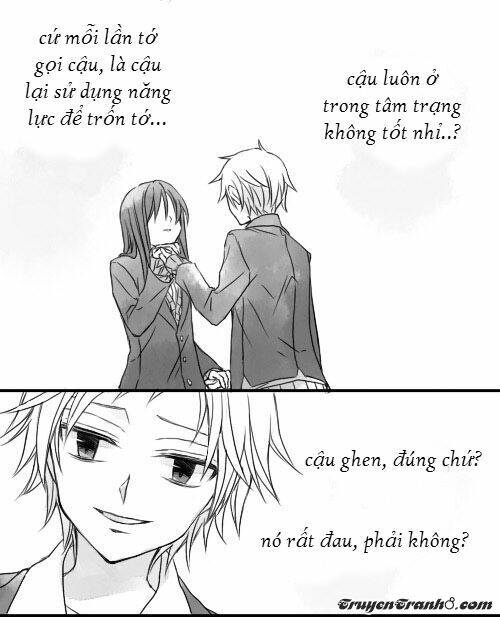 cứ mỗi lần tớ
gọi cậu, là cậu
lại sử dụng năng
lực để trốn tớ...
cậu luôn ở
trong tâm trạng
không tốt nhỉ..?
cậu ghen, đúng chứ?
nó rất đau, phải không?
TruyenTranh8.com